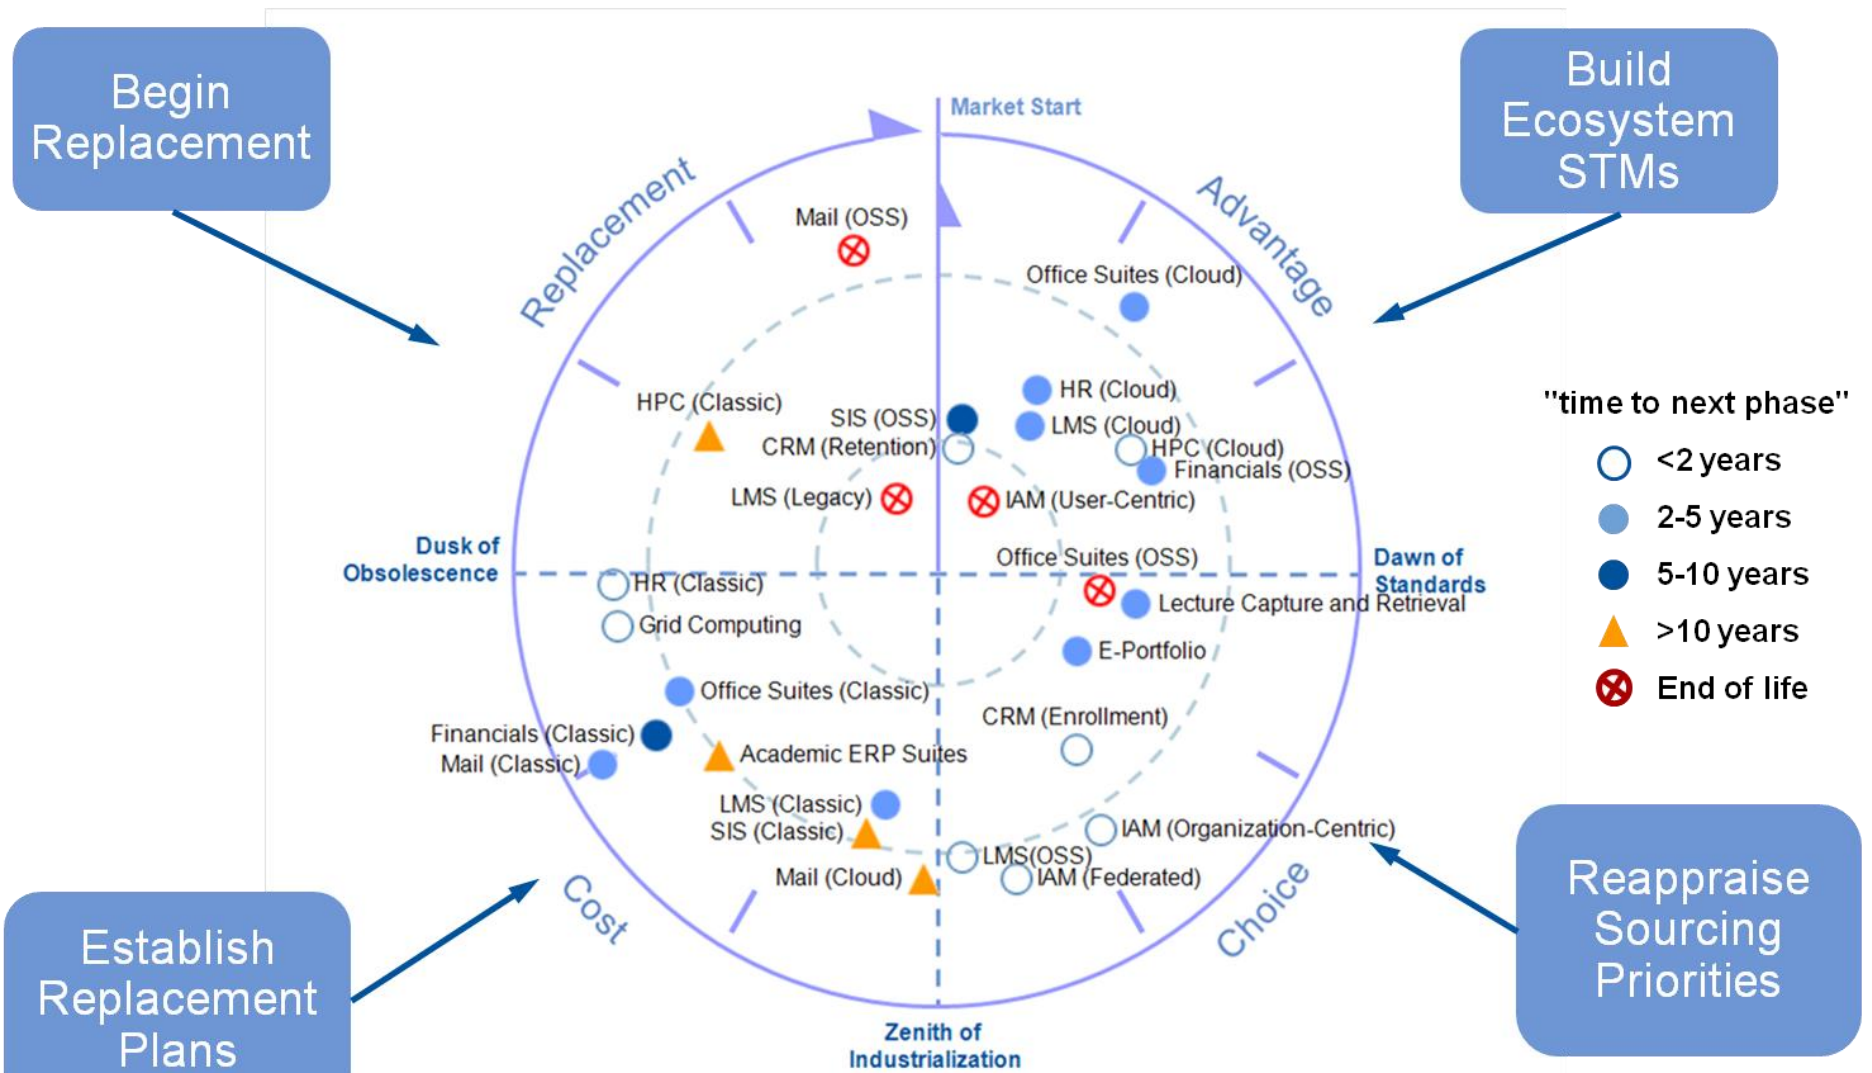 Begin
Replacement
Build
Ecosystem
STMs
Market Start
Replacement
Advantage
Mail (OSS)
Office Suites (Cloud)
HR (Cloud)
HPC (Classic)
SIS (OSS)
LMS (Cloud)
CRM (Retention)
HPC (Cloud)
Financials (OSS)
LMS (Legacy)
IAM (User-Centric)
"time to next phase"
<2 years
2-5 years
5-10 years
>10 years
End of life
Dusk of
Obsolescence
Office Suites (OSS)
Dawn of
Standards
HR (Classic)
Lecture Capture and Retrieval
Grid Computing
E-Portfolio
Office Suites (Classic)
CRM (Enrollment)
Financials (Classic)
Mail (Classic)
Academic ERP Suites
LMS (Classic)
SIS (Classic)
IAM (Organization-Centric)
LMS(OSS)
Mail (Cloud)
IAM (Federated)
Cost
Choice
Zenith of
Industrialization
Establish
Replacement
Plans
Reappraise
Sourcing
Priorities